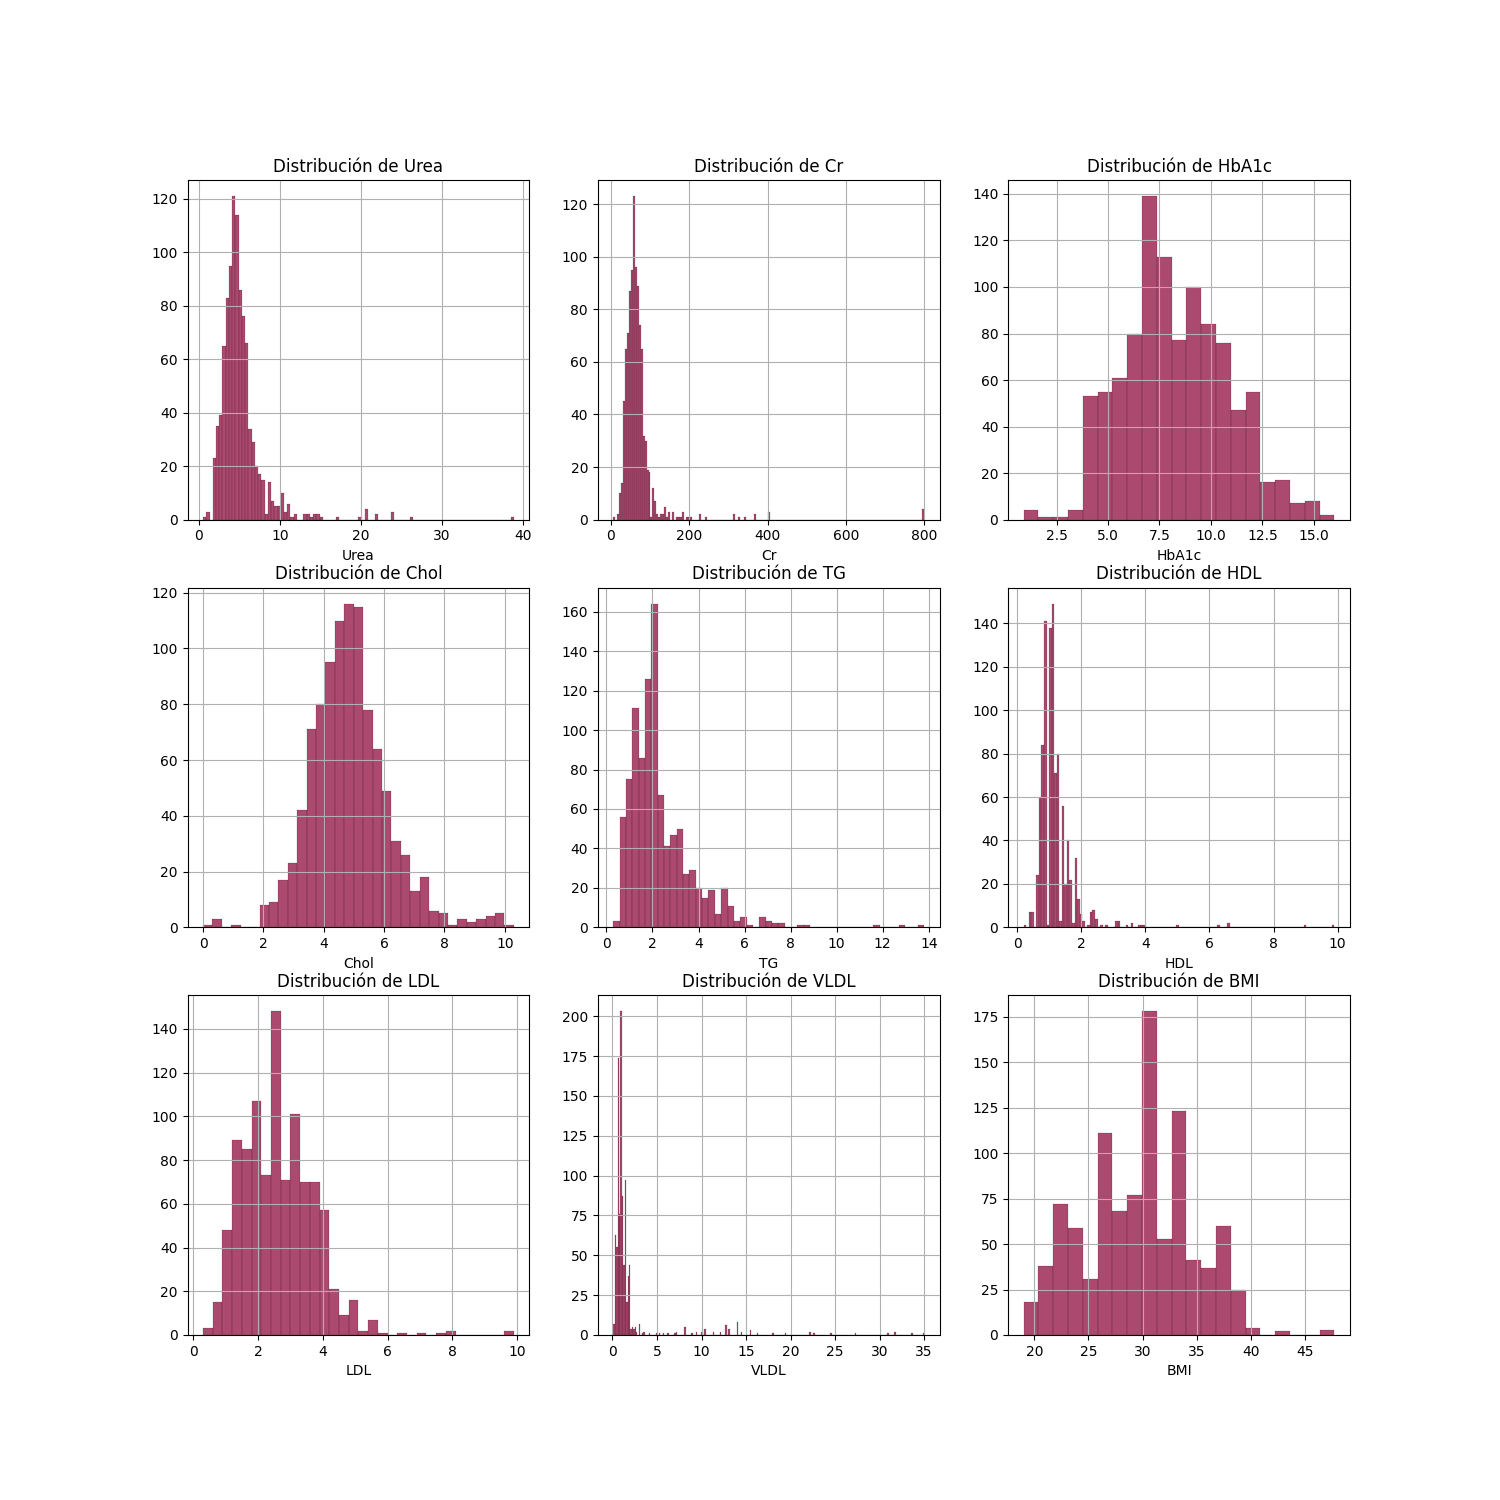 Distribución de Urea
120
100
80
60
40
20
0
0 10 20 30 40
Urea
Distribución de Cr
120
100
80
60
40
20
0
0 200 400 600 800
Cr
Distribución de HbA1c
140
120
100
80
60
40
20
0
2.5 5.0 7.5 10.0 12.5 15.0
HbA1c
Distribución de Chol
120
100
80
60
40
20
0
0 2 4 6 8 10
Chol
Distribución de TG
160
140
120
100
80
60
40
20
0
0 2 4 6 8 10 12 14
TG
Distribución de HDL
140
120
100
80
60
40
20
0
0 2 4 6 8 10
HDL
Distribución de LDL
140
120
100
80
60
40
20
0
0 2 4 6 8 10
LDL
Distribución de VLDL
200
175
150
125
100
75
50
25
0
0 5 10 15 20 25 30 35
VLDL
Distribución de BMI
175
150
125
100
75
50
25
0
20 25 30 35 40 45
BMI